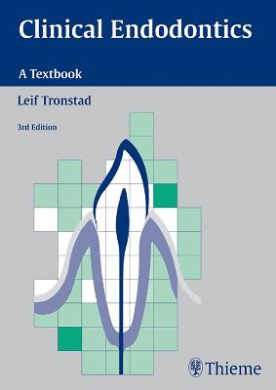 Clinical Endodontics
A Textbook
Leif Tronstad
3rd Edition
Thieme